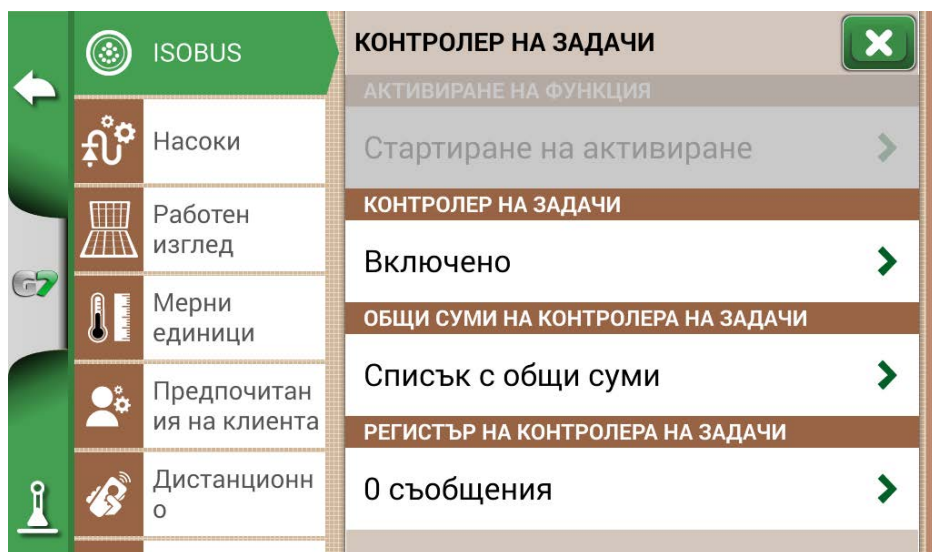 ISOBUS
Насоки
Работен
изглед
Мерни
единици
Предпочитан
ия на клиента
Дистанционн
о
G7
КОНТРОЛЕР НА ЗАДАЧИ
АКТИВИРАНЕ НА ФУНКЦИЯ
Стартиране на активиране
КОНТРОЛЕР НА ЗАДАЧИ
Включено
ОБЩИ СУМИ НА КОНТРОЛЕРА НА ЗАДАЧИ
Списък с общи суми
РЕГИСТЪР НА КОНТРОЛЕРА НА ЗАДАЧИ
0 съобщения